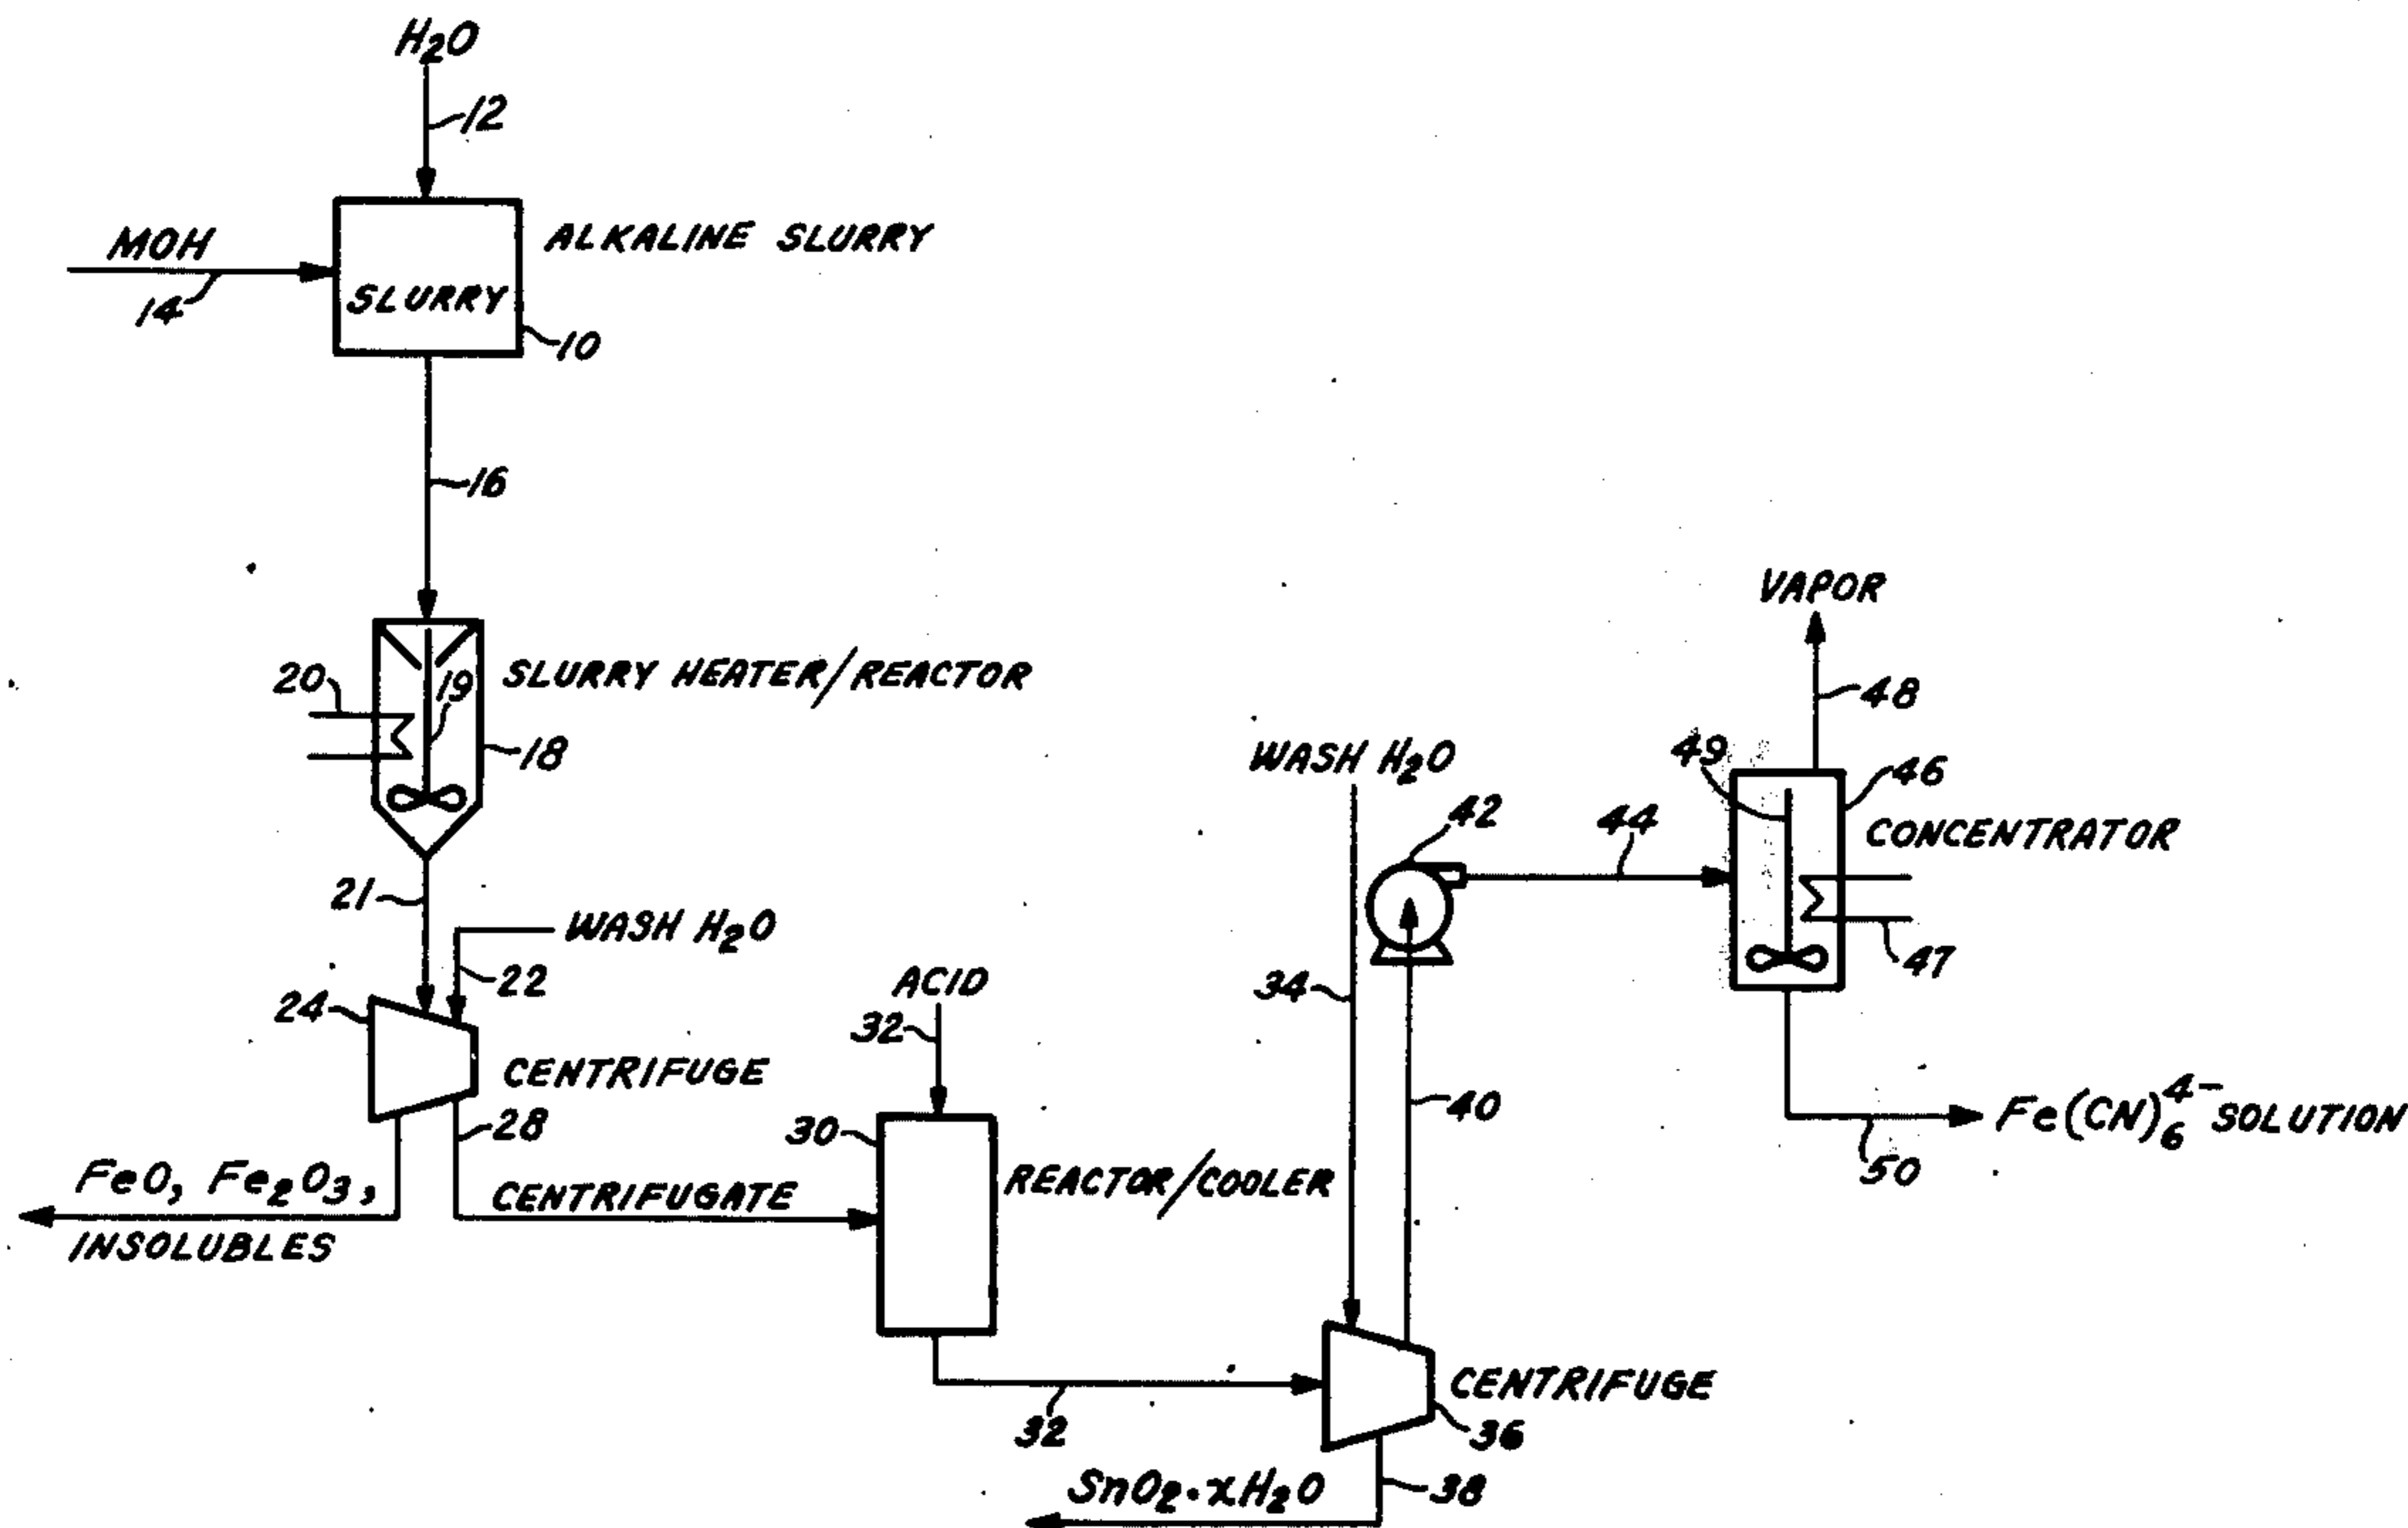 H2O
12
MOH
14
ALKALINE SLURRY
SLURRY
10
16
20
19
SLURRY HEATER/REACTOR
18
21
WASH H2O
22
24
CENTRIFUGE
28
FeO, Fe2O3,
INSOLUBLES
CENTRIFUGATE
ACID
32
30
REACTOR/COOLER
32
WASH H2O
34
42
44
40
CENTRIFUGE
36
SnO2·xH2O
38
VAPOR
48
49
46
CONCENTRATOR
47
Fe(CN)6^4- SOLUTION
50